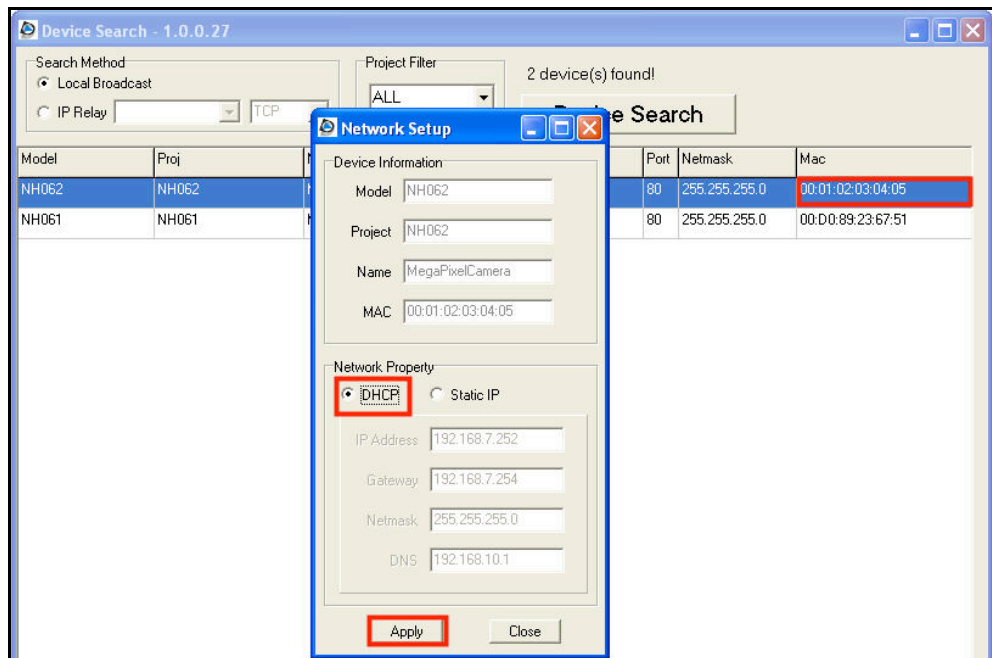 Device Search - 1.0.0.27
Search Method
Local Broadcast
IP Relay
TCP
Project Filter
ALL
2 device(s) found!
Search
Model Proj Port Netmask Mac
NH062 NH062 80 255.255.255.0 00:01:02:03:04:05
NH061 NH061 80 255.255.255.0 00:D0:89:23:67:51
Network Setup
Device Information
Model NH062
Project NH062
Name MegaPixelCamera
MAC 00:01:02:03:04:05
Network Property
DHCP Static IP
IP Address 192.168.7.252
Gateway 192.168.7.254
Netmask 255.255.255.0
DNS 192.168.10.1
Apply Close